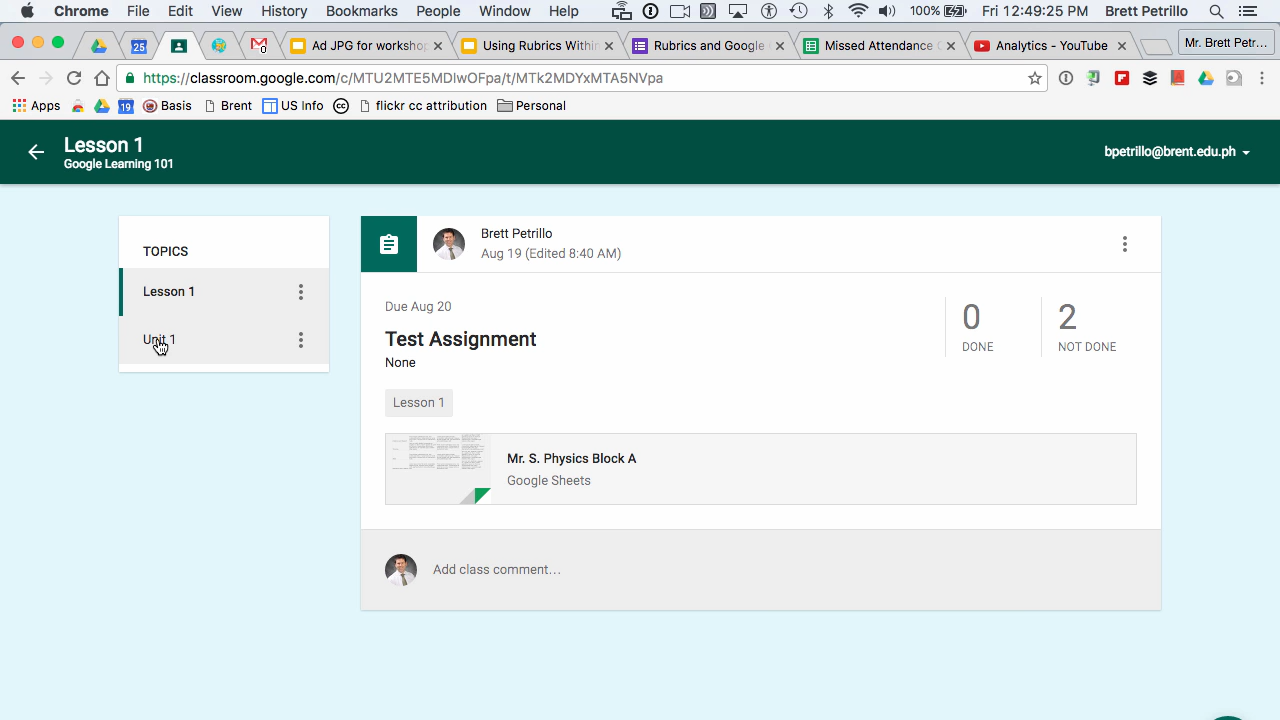 Chrome File Edit View History Bookmarks People Window Help 100% Fri 12:49:25 PM Brett Petrillo
25 Ad JPG for workshop Using Rubrics Within Rubrics and Google Missed Attendance Analytics - YouTube Mr. Brett Petr...
https://classroom.google.com/c/MTU2MTE5MDIwOFpa/t/MTk2MDYxMTA5NVpa
Apps 19 Basis Brent US Info cc flickr cc attribution Personal
Lesson 1
Google Learning 101
bpetrillo@brent.edu.ph
TOPICS
Lesson 1
Unit 1
Brett Petrillo
Aug 19 (Edited 8:40 AM)
Due Aug 20
Test Assignment
None
0
DONE
2
NOT DONE
Lesson 1
Mr. S. Physics Block A
Google Sheets
Add class comment...